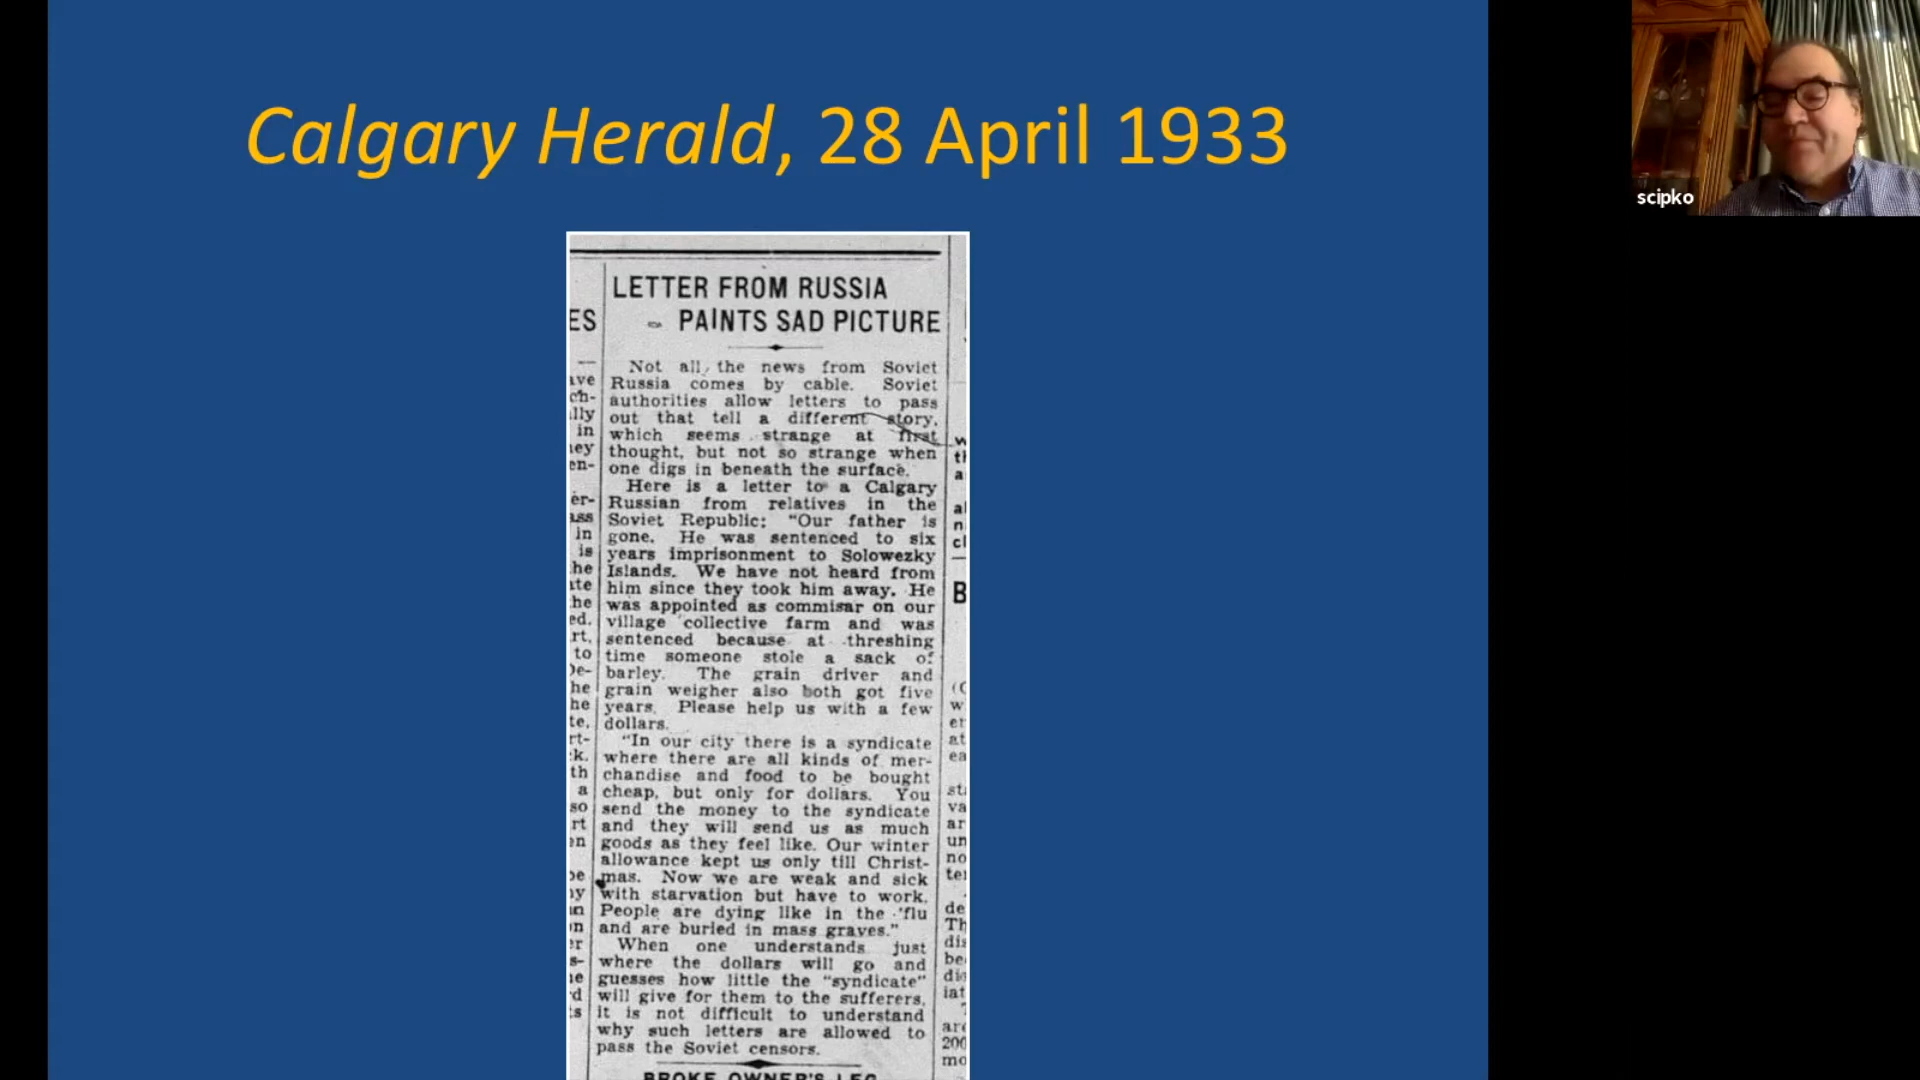 Calgary Herald, 28 April 1933
scipko
LETTER FROM RUSSIA
PAINTS SAD PICTURE
Not all the news from Soviet
Russia comes by cable. Soviet
authorities allow letters to pass
out that tell a different story,
which seems strange at first
thought, but not so strange when
one digs in beneath the surface.
Here is a letter to a Calgary
Russian from relatives in the
Soviet Republic: "Our father is
gone. He was sentenced to six
years imprisonment to Solowezky
Islands. We have not heard from
him since they took him away. He
was appointed as commisar on our
village collective farm and was
sentenced because at threshing
time someone stole a sack of
barley. The grain driver and
grain weigher also both got five
years. Please help us with a few
dollars.
"In our city there is a syndicate
where there are all kinds of mer-
chandise and food to be bought
cheap, but only for dollars. You
send the money to the syndicate
and they will send us as much
goods as they feel like. Our winter
allowance kept us only till Christ-
mas. Now we are weak and sick
with starvation but have to work.
People are dying like in the 'flu
and are buried in mass graves."
When one understands just
where the dollars will go and
guesses how little the "syndicate"
will give for them to the sufferers,
it is not difficult to understand
why such letters are allowed to
pass the Soviet censors.
BROKE OWNER'S LEG